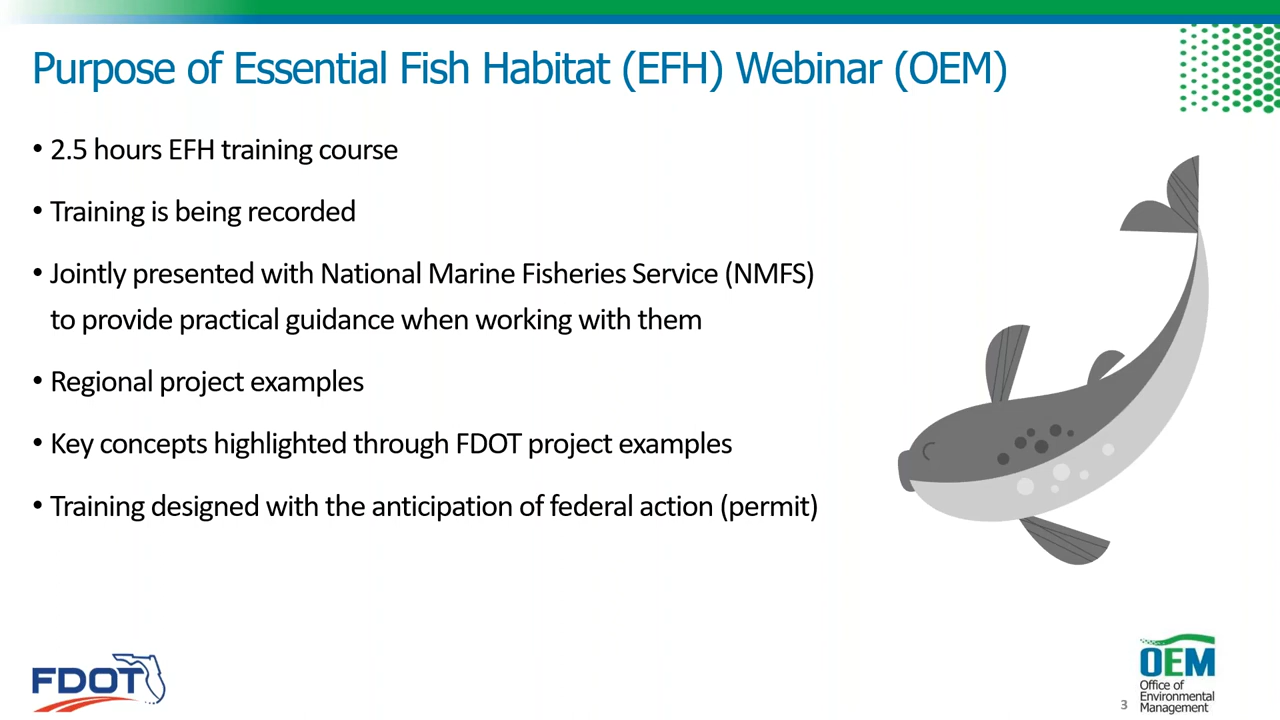 Purpose of Essential Fish Habitat (EFH) Webinar (OEM)
• 2.5 hours EFH training course
• Training is being recorded
• Jointly presented with National Marine Fisheries Service (NMFS)
to provide practical guidance when working with them
• Regional project examples
• Key concepts highlighted through FDOT project examples
• Training designed with the anticipation of federal action (permit)
FDOT
3
OEM
Office of
Environmental
Management